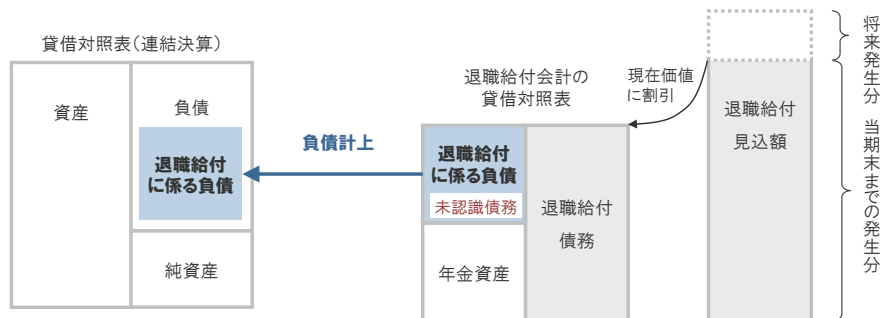 貸借対照表（連結決算）
資産
負債
退職給付
に係る負債
純資産
負債計上
退職給付会計の
貸借対照表
退職給付
に係る負債
未認識債務
年金資産
退職給付
債務
現在価値
に割引
退職給付
見込額
将来発生分
当期末までの発生分